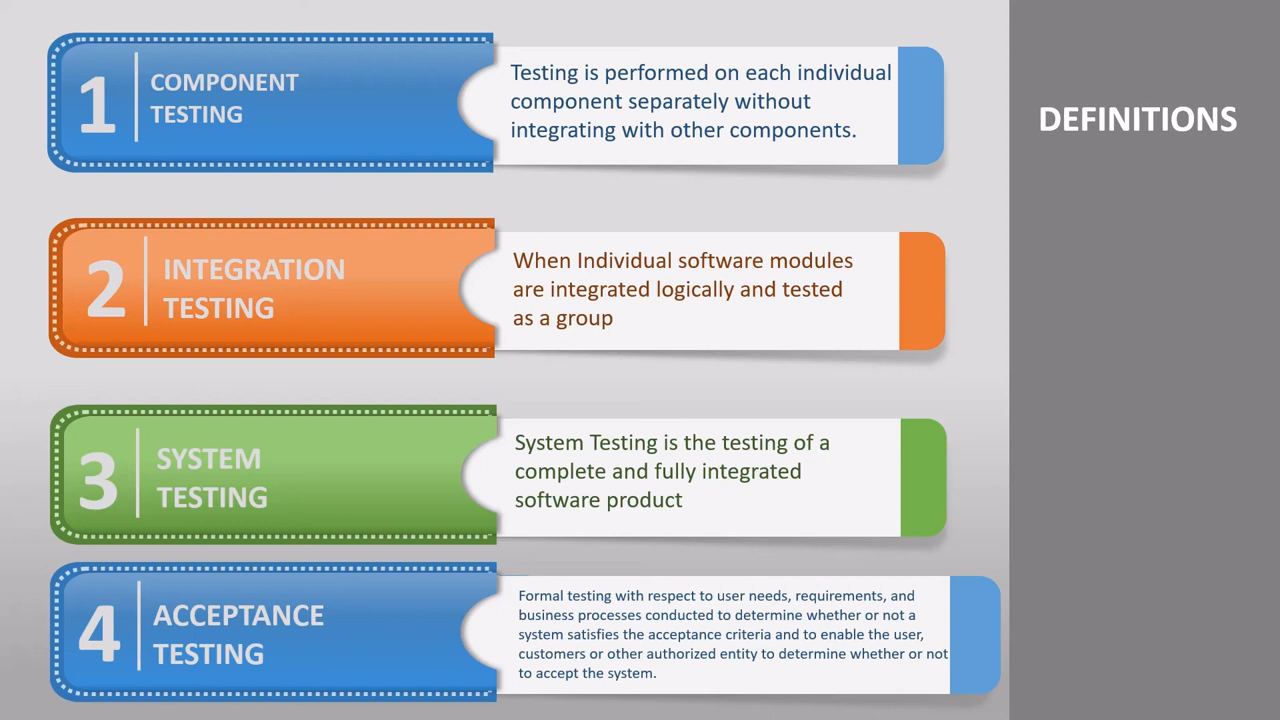 1
COMPONENT
TESTING
Testing is performed on each individual
component separately without
integrating with other components.
DEFINITIONS
2
INTEGRATION
TESTING
When Individual software modules
are integrated logically and tested
as a group
3
SYSTEM
TESTING
System Testing is the testing of a
complete and fully integrated
software product
4
ACCEPTANCE
TESTING
Formal testing with respect to user needs, requirements, and
business processes conducted to determine whether or not a
system satisfies the acceptance criteria and to enable the user,
customers or other authorized entity to determine whether or not
to accept the system.